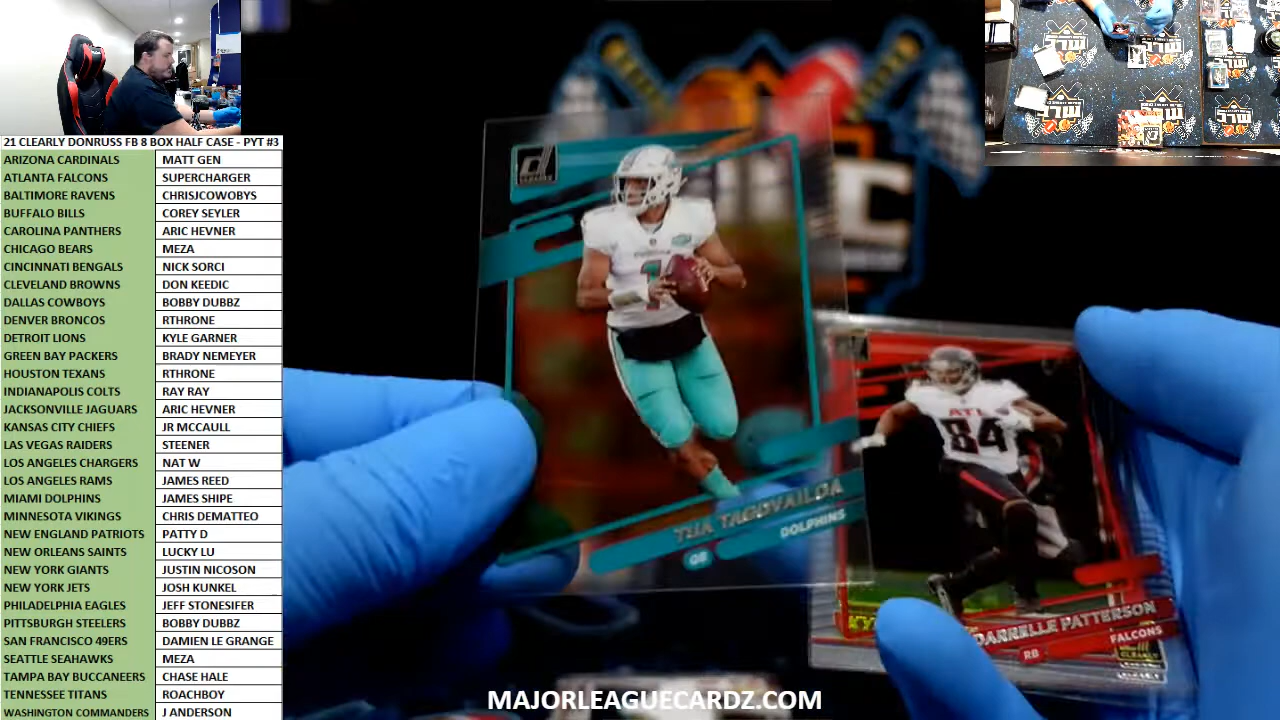 21 CLEARLY DONRUSS FB 8 BOX HALF CASE - PYT #3
ARIZONA CARDINALS MATT GEN
ATLANTA FALCONS SUPERCHARGER
BALTIMORE RAVENS CHRISJCOWOBYS
BUFFALO BILLS COREY SEYLER
CAROLINA PANTHERS ARIC HEVNER
CHICAGO BEARS MEZA
CINCINNATI BENGALS NICK SORCI
CLEVELAND BROWNS DON KEEDIC
DALLAS COWBOYS BOBBY DUBBZ
DENVER BRONCOS RTHRONE
DETROIT LIONS KYLE GARNER
GREEN BAY PACKERS BRADY NEMEYER
HOUSTON TEXANS RTHRONE
INDIANAPOLIS COLTS RAY RAY
JACKSONVILLE JAGUARS ARIC HEVNER
KANSAS CITY CHIEFS JR MCCAULL
LAS VEGAS RAIDERS STEENER
LOS ANGELES CHARGERS NAT W
LOS ANGELES RAMS JAMES REED
MIAMI DOLPHINS JAMES SHIPE
MINNESOTA VIKINGS CHRIS DEMATTEO
NEW ENGLAND PATRIOTS PATTY D
NEW ORLEANS SAINTS LUCKY LU
NEW YORK GIANTS JUSTIN NICOSON
NEW YORK JETS JOSH KUNKEL
PHILADELPHIA EAGLES JEFF STONESIFER
PITTSBURGH STEELERS BOBBY DUBBZ
SAN FRANCISCO 49ERS DAMIEN LE GRANGE
SEATTLE SEAHAWKS MEZA
TAMPA BAY BUCCANEERS CHASE HALE
TENNESSEE TITANS ROACHBOY
WASHINGTON COMMANDERS J ANDERSON
TUA TAGOVAILOA
QB DOLPHINS
ATL
84
DARRELLE PATTERSON
RB FALCONS
MAJORLEAGUECARDZ.COM